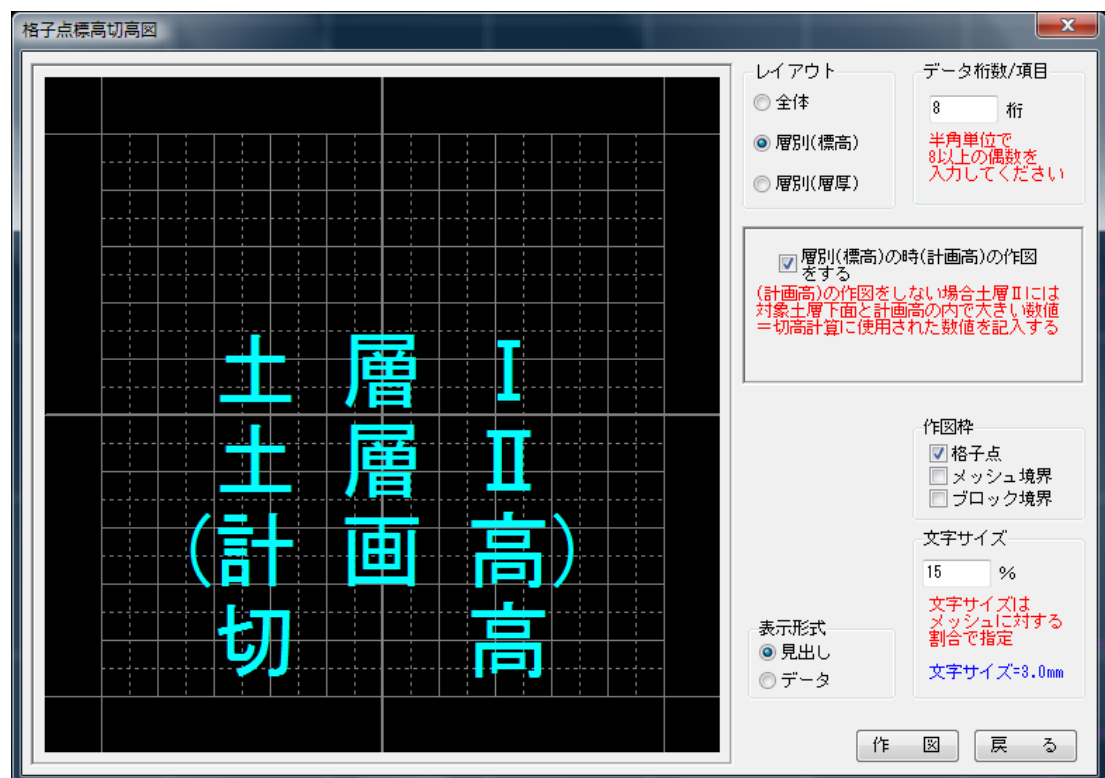 格子点標高切高図
土層Ⅰ
土層Ⅱ
(計画高)
切高
レイアウト
全体
層別(標高)
層別(層厚)
データ桁数/項目
8 桁
半角単位で
8以上の偶数を
入力してください
層別(標高)の時(計画高)の作図
をする
(計画高)の作図をしない場合土層Ⅱには
対象土層下面と計画高の内で大きい数値
=切高計算に使用された数値を記入する
作図枠
格子点
メッシュ境界
ブロック境界
文字サイズ
15 %
文字サイズは
メッシュに対する
割合で指定
文字サイズ=3.0mm
表示形式
見出し
データ
作 図
戻 る